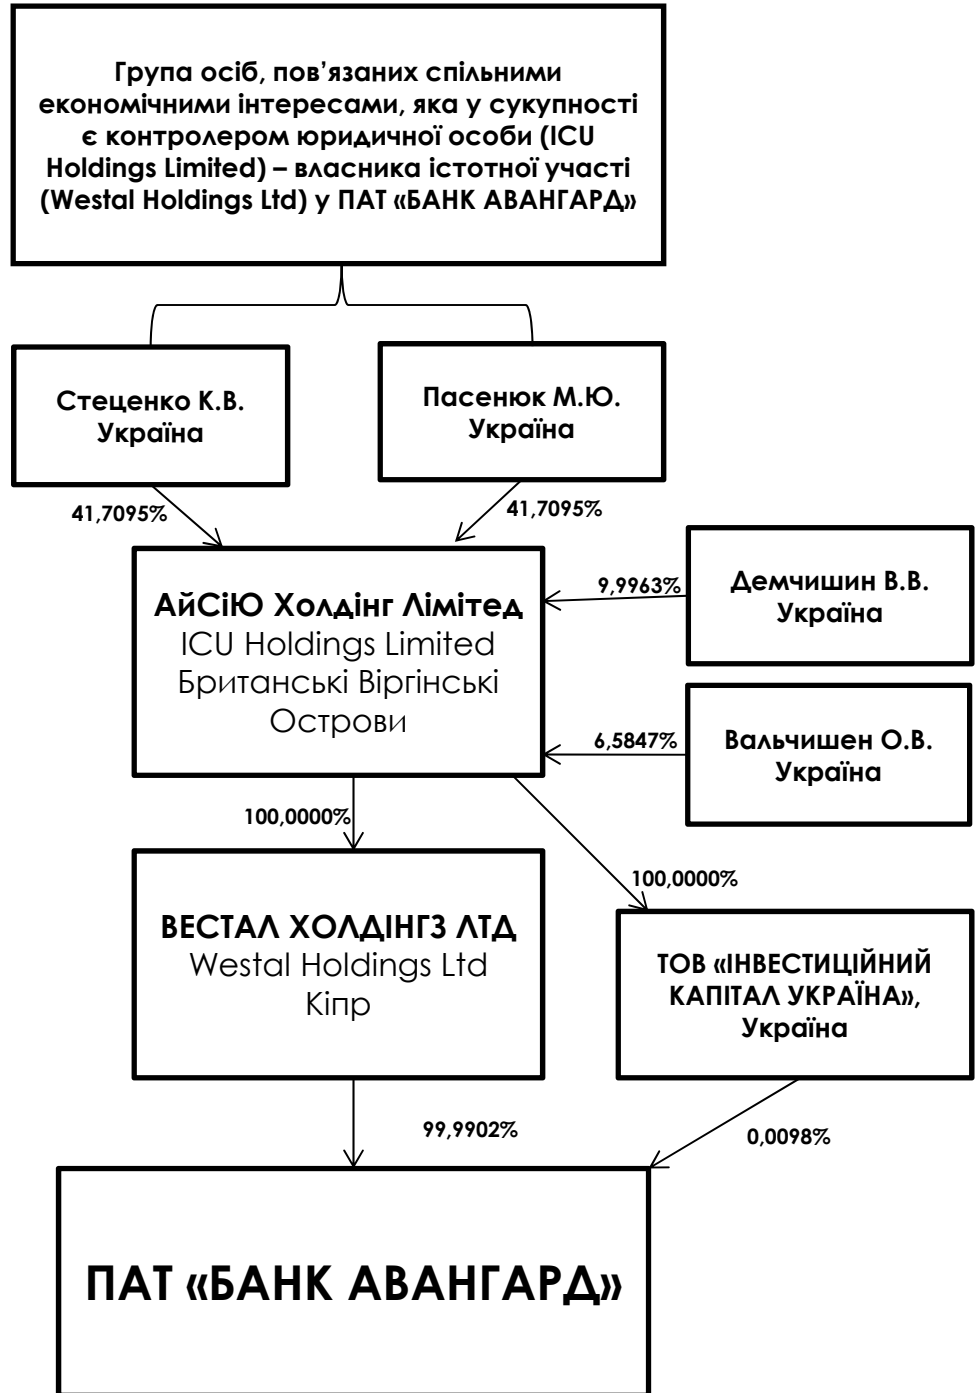 Група осіб, пов’язаних спільними
економічними інтересами, яка у сукупності
є контролером юридичної особи (ICU
Holdings Limited) – власника істотної участі
(Westal Holdings Ltd) у ПАТ «БАНК АВАНГАРД»
Стеценко К.В.
Україна
Пасенюк М.Ю.
Україна
41,7095%
41,7095%
АйСіЮ Холдінг Лімітед
ICU Holdings Limited
Британські Віргінські
Острови
9,9963%
Демчишин В.В.
Україна
6,5847%
Вальчишен О.В.
Україна
100,0000%
100,0000%
ВЕСТАЛ ХОЛДІНГЗ ЛТД
Westal Holdings Ltd
Кіпр
ТОВ «ІНВЕСТИЦІЙНИЙ
КАПІТАЛ УКРАЇНА»,
Україна
99,9902%
0,0098%
ПАТ «БАНК АВАНГАРД»